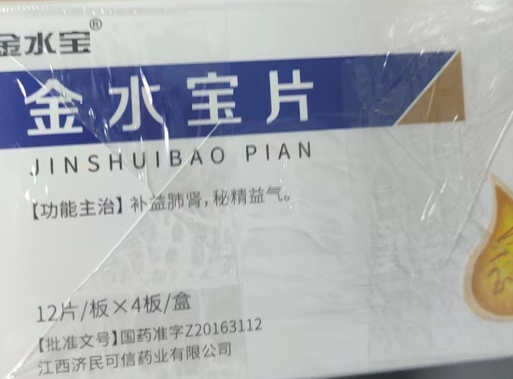 金水宝®
金水宝片
JINSHUIBAO PIAN
【功能主治】补益肺肾,秘精益气。
12片/板×4板/盒
【批准文号】国药准字Z20163112
江西济民可信药业有限公司